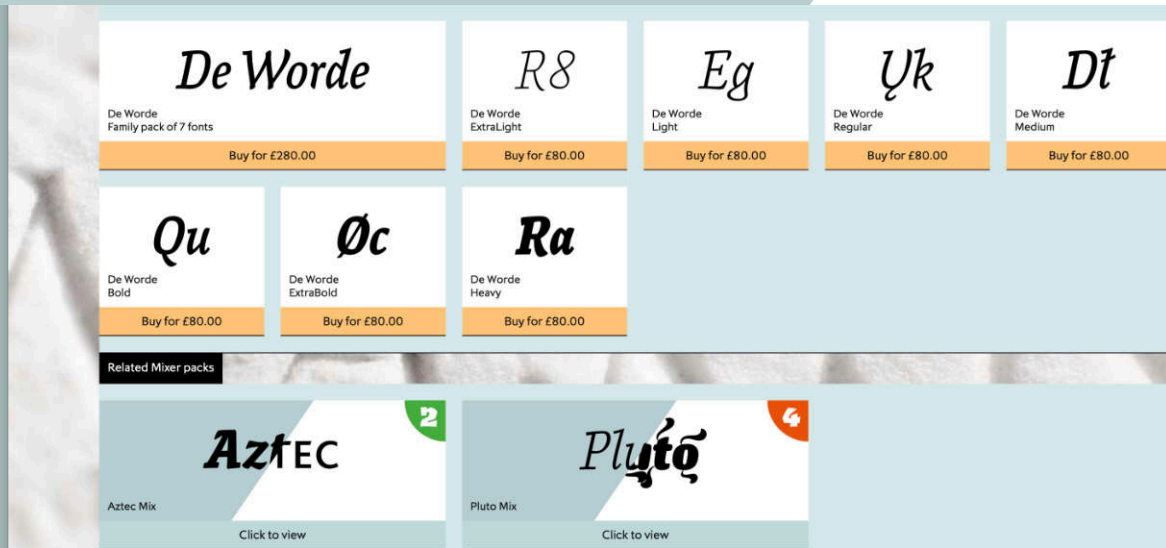 De Worde
De Worde
Family pack of 7 fonts
Buy for £280.00
R8
De Worde
ExtraLight
Buy for £80.00
Eg
De Worde
Light
Buy for £80.00
Ųk
De Worde
Regular
Buy for £80.00
Dł
De Worde
Medium
Buy for £80.00
Qu
De Worde
Bold
Buy for £80.00
Øc
De Worde
ExtraBold
Buy for £80.00
Ra
De Worde
Heavy
Buy for £80.00
Related Mixer packs
2
Aztec
Aztec Mix
Click to view
4
Pluto
Pluto Mix
Click to view